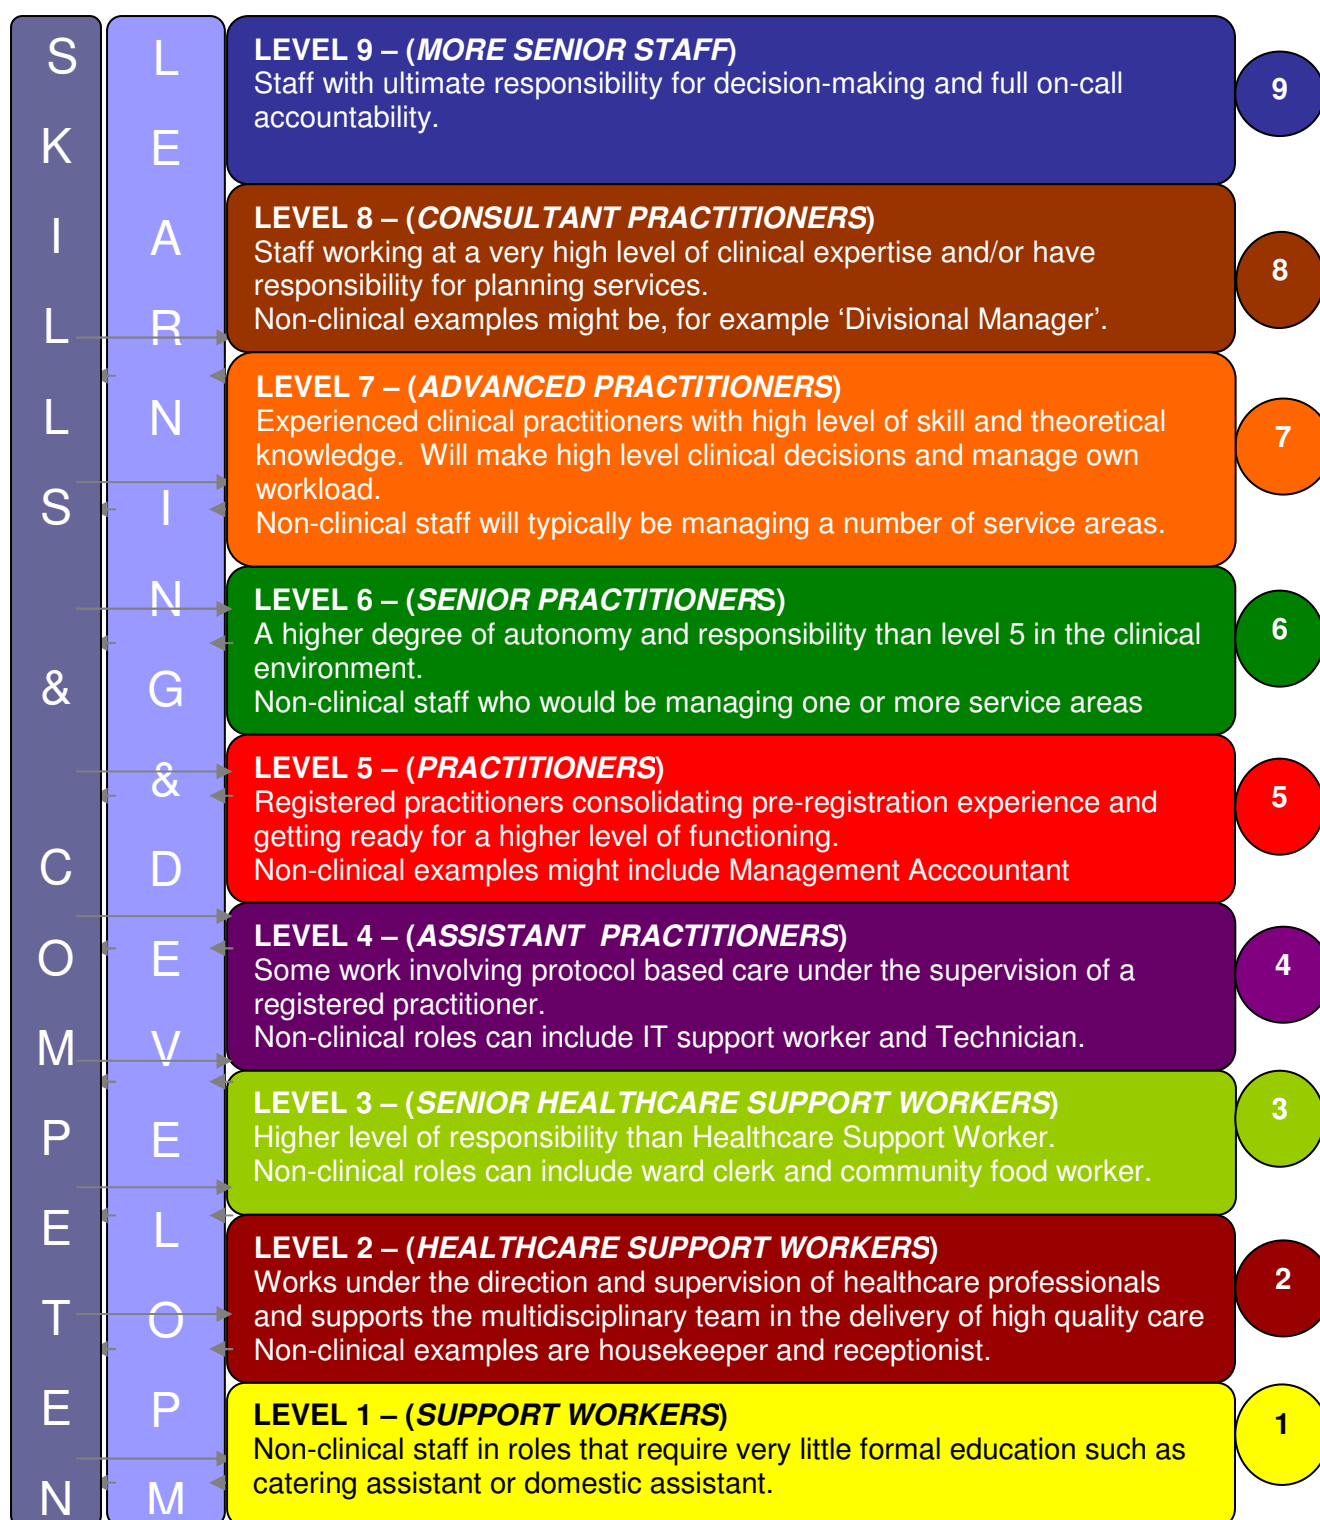 SKILLS & COMPETEN
LEARNING & DEVELOPM
LEVEL 9 – (MORE SENIOR STAFF)
Staff with ultimate responsibility for decision-making and full on-call
accountability.
9
LEVEL 8 – (CONSULTANT PRACTITIONERS)
Staff working at a very high level of clinical expertise and/or have
responsibility for planning services.
Non-clinical examples might be, for example ‘Divisional Manager’.
8
LEVEL 7 – (ADVANCED PRACTITIONERS)
Experienced clinical practitioners with high level of skill and theoretical
knowledge.  Will make high level clinical decisions and manage own
workload.
Non-clinical staff will typically be managing a number of service areas.
7
LEVEL 6 – (SENIOR PRACTITIONERS)
A higher degree of autonomy and responsibility than level 5 in the clinical
environment.
Non-clinical staff who would be managing one or more service areas
6
LEVEL 5 – (PRACTITIONERS)
Registered practitioners consolidating pre-registration experience and
getting ready for a higher level of functioning.
Non-clinical examples might include Management Acccountant
5
LEVEL 4 – (ASSISTANT  PRACTITIONERS)
Some work involving protocol based care under the supervision of a
registered practitioner.
Non-clinical roles can include IT support worker and Technician.
4
LEVEL 3 – (SENIOR HEALTHCARE SUPPORT WORKERS)
Higher level of responsibility than Healthcare Support Worker.
Non-clinical roles can include ward clerk and community food worker.
3
LEVEL 2 – (HEALTHCARE SUPPORT WORKERS)
Works under the direction and supervision of healthcare professionals
and supports the multidisciplinary team in the delivery of high quality care
Non-clinical examples are housekeeper and receptionist.
2
LEVEL 1 – (SUPPORT WORKERS)
Non-clinical staff in roles that require very little formal education such as
catering assistant or domestic assistant.
1